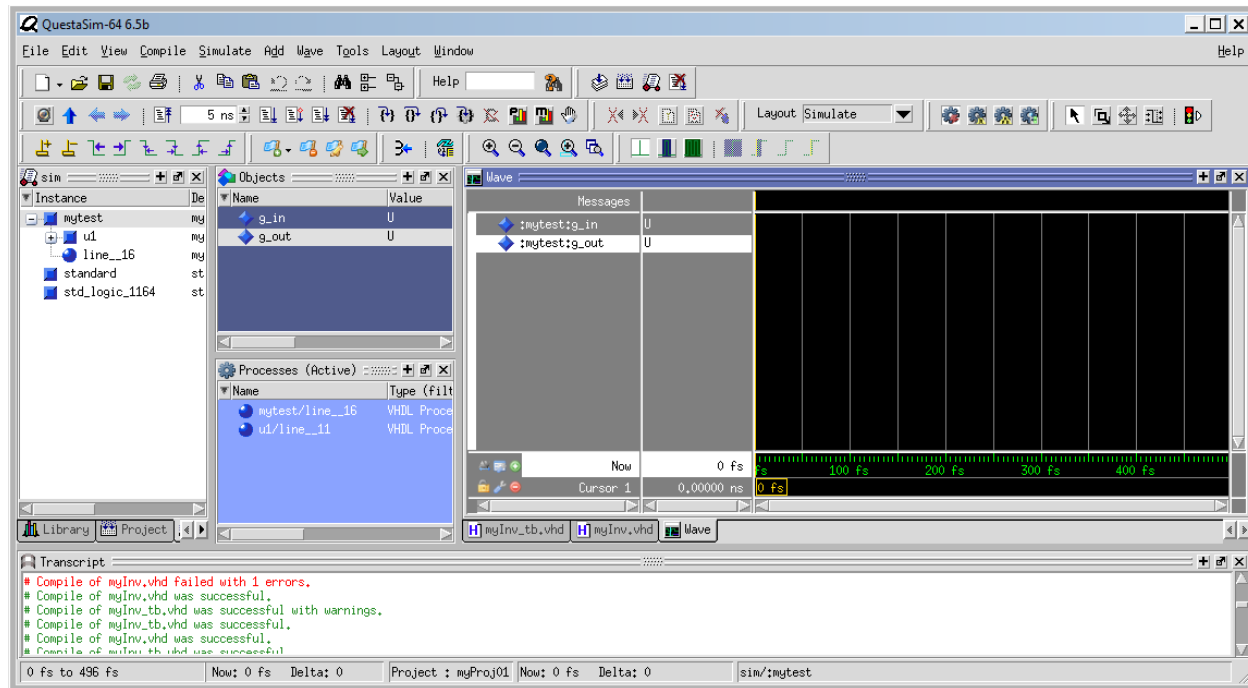 QuestaSim-64 6.5b
File Edit View Compile Simulate Add Wave Tools Layout Window Help
Help
5 ns Layout Simulate
sim
Instance De
mytest my
u1 my
line__16 my
standard st
std_logic_1164 st
Library Project
Objects
Name Value
g_in U
g_out U
Processes (Active)
Name Type (filt
mytest/line__16 VHDL Proce
u1/line__11 VHDL Proce
Wave
Messages
:mytest:g_in U
:mytest:g_out U
Now 0 fs fs 100 fs 200 fs 300 fs 400 fs
Cursor 1 0.00000 ns 0 fs
myInv_tb.vhd myInv.vhd Wave
Transcript
# Compile of myInv.vhd failed with 1 errors.
# Compile of myInv.vhd was successful.
# Compile of myInv_tb.vhd was successful with warnings.
# Compile of myInv_tb.vhd was successful.
# Compile of myInv.vhd was successful.
# Compile of myInv_tb.vhd was successful.
0 fs to 496 fs Now: 0 fs Delta: 0 Project : myProj01 Now: 0 fs Delta: 0 sim/:mytest